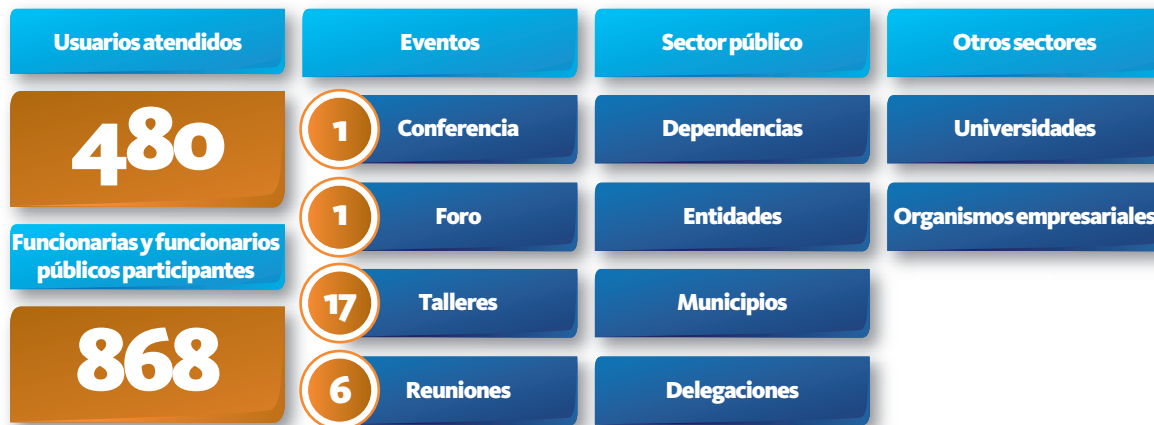 Usuarios atendidos
480
Funcionarias y funcionarios
públicos participantes
868
Eventos
1 Conferencia
1 Foro
17 Talleres
6 Reuniones
Sector público
Dependencias
Entidades
Municipios
Delegaciones
Otros sectores
Universidades
Organismos empresariales